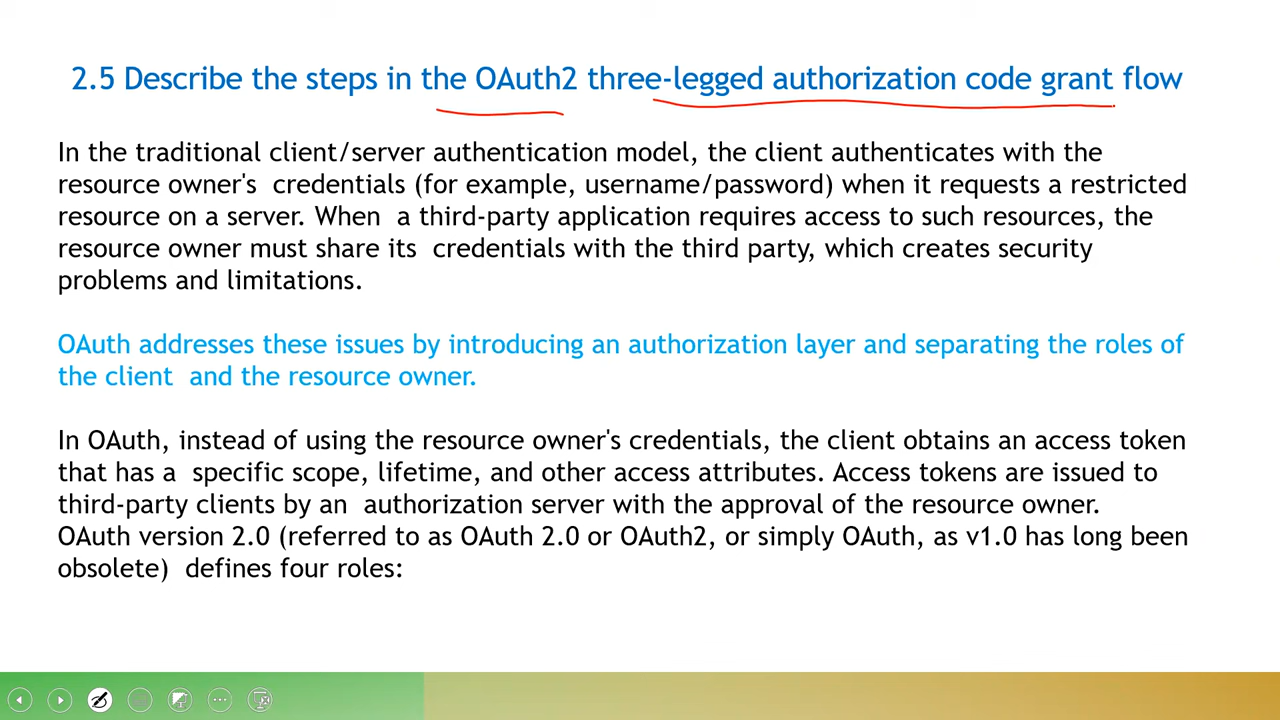 2.5 Describe the steps in the OAuth2 three-legged authorization code grant flow
In the traditional client/server authentication model, the client authenticates with the
resource owner's  credentials (for example, username/password) when it requests a restricted
resource on a server. When  a third-party application requires access to such resources, the
resource owner must share its  credentials with the third party, which creates security
problems and limitations.
OAuth addresses these issues by introducing an authorization layer and separating the roles of
the client  and the resource owner.
In OAuth, instead of using the resource owner's credentials, the client obtains an access token
that has a  specific scope, lifetime, and other access attributes. Access tokens are issued to
third-party clients by an  authorization server with the approval of the resource owner.
OAuth version 2.0 (referred to as OAuth 2.0 or OAuth2, or simply OAuth, as v1.0 has long been
obsolete)  defines four roles: